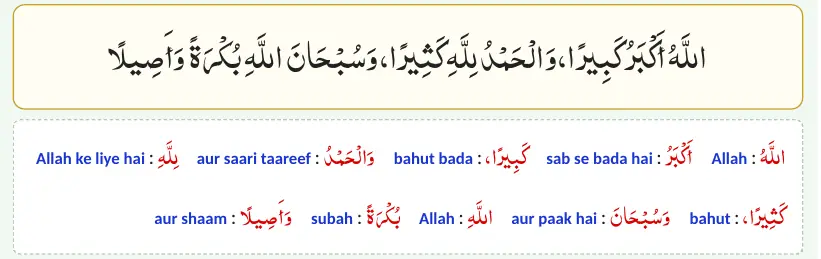 اللَّهُ أَكْبَرُ كَبِيرًا، وَالْحَمْدُ لِلَّهِ كَثِيرًا، وَسُبْحَانَ اللَّهِ بُكْرَةً وَأَصِيلًا
اللَّهُ : Allah أَكْبَرُ : sab se bada hai كَبِيرًا، : bahut bada وَالْحَمْدُ : aur saari taareef لِلَّهِ : Allah ke liye hai
كَثِيرًا، : bahut وَسُبْحَانَ : aur paak hai اللَّهِ : Allah بُكْرَةً : subah وَأَصِيلًا : aur shaam